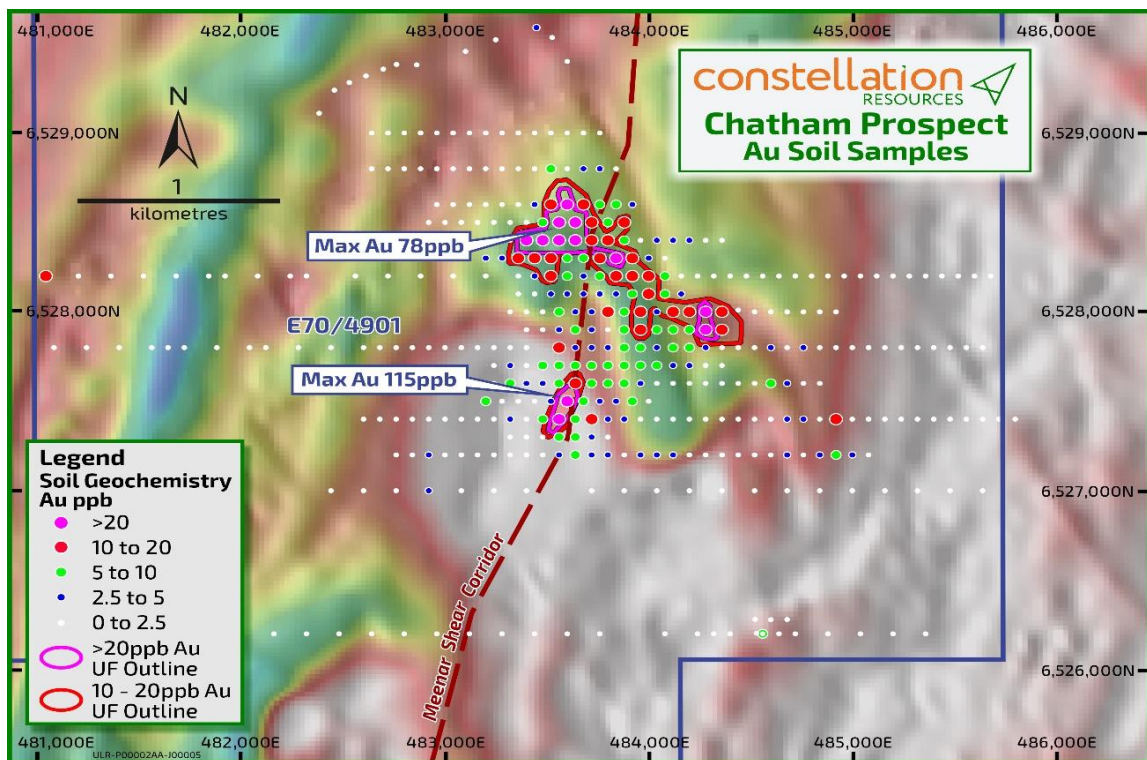 481,000E 482,000E 483,000E 484,000E 485,000E 486,000E
constellation
RESOURCES
Chatham Prospect
Au Soil Samples
N
1
kilometres
6,529,000N 6,529,000N
Max Au 78ppb
6,528,000N 6,528,000N
E70/4901
Max Au 115ppb
Legend
Soil Geochemistry
Au ppb
>20
10 to 20
5 to 10
2.5 to 5
0 to 2.5
>20ppb Au
UF Outline
10 - 20ppb Au
UF Outline
6,527,000N
Meenar Shear Corridor
6,526,000N
ULR-P00002AA-J00005
481,000E 482,000E 483,000E 484,000E 485,000E 486,000E